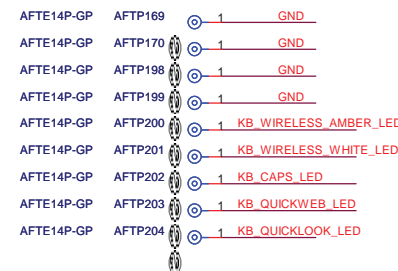 AFTE14P-GP AFTP169 1 GND
AFTE14P-GP AFTP170 1 GND
AFTE14P-GP AFTP198 1 GND
AFTE14P-GP AFTP199 1 GND
AFTE14P-GP AFTP200 1 KB_WIRELESS_AMBER_LED
AFTE14P-GP AFTP201 1 KB_WIRELESS_WHITE_LED
AFTE14P-GP AFTP202 1 KB_CAPS_LED
AFTE14P-GP AFTP203 1 KB_QUICKWEB_LED
AFTE14P-GP AFTP204 1 KB_QUICKLOOK_LED